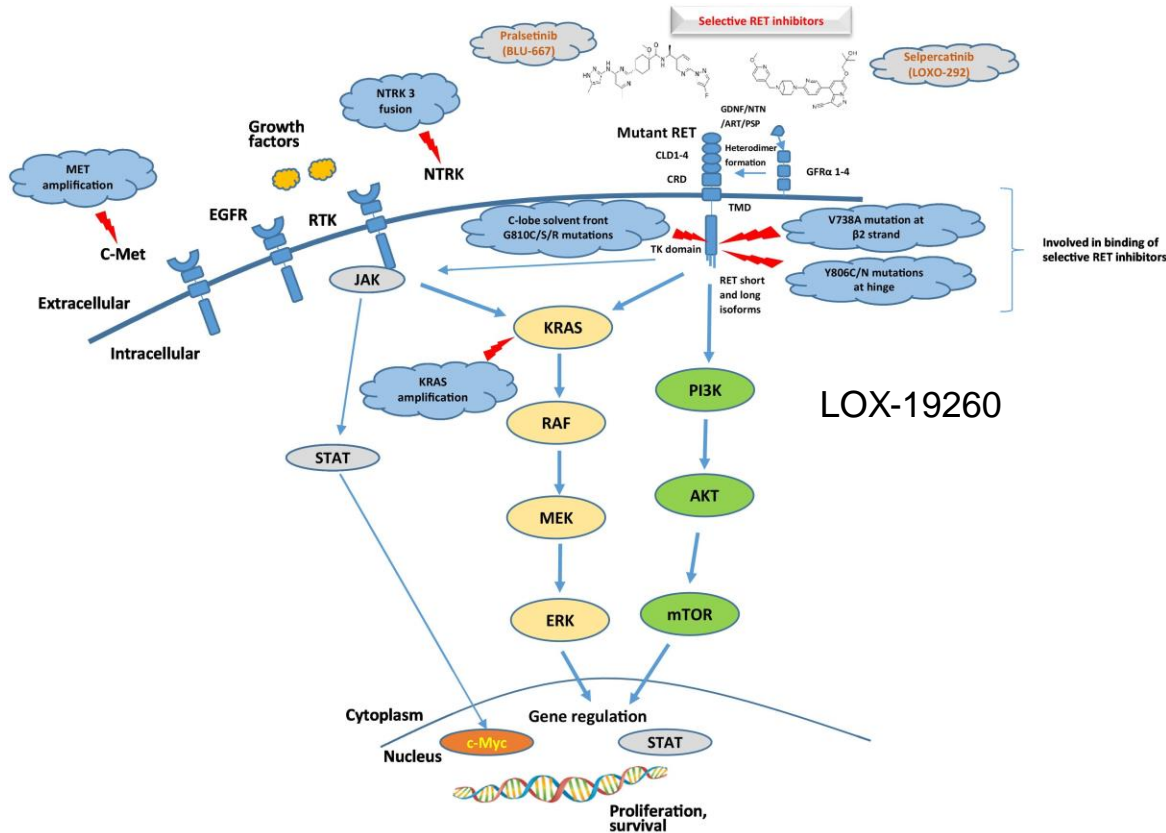 Selective RET inhibitors
Pralsetinib
(BLU-667)
Selpercatinib
(LOXO-292)
NTRK 3
fusion
Growth
factors
MET
amplification
NTRK
EGFR
RTK
C-Met
Mutant RET
CLD1-4
CRD
GDNF/NTN
/ART/PSP
Heterodimer
formation
GFRα 1-4
TMD
C-lobe solvent front
G810C/S/R mutations
TK domain
V738A mutation at
β2 strand
Y806C/N mutations
at hinge
Involved in binding of
selective RET inhibitors
RET short
and long
isoforms
Extracellular
Intracellular
JAK
KRAS
KRAS
amplification
PI3K
LOX-19260
RAF
STAT
AKT
MEK
ERK
mTOR
Cytoplasm
Gene regulation
Nucleus
c-Myc
STAT
Proliferation,
survival